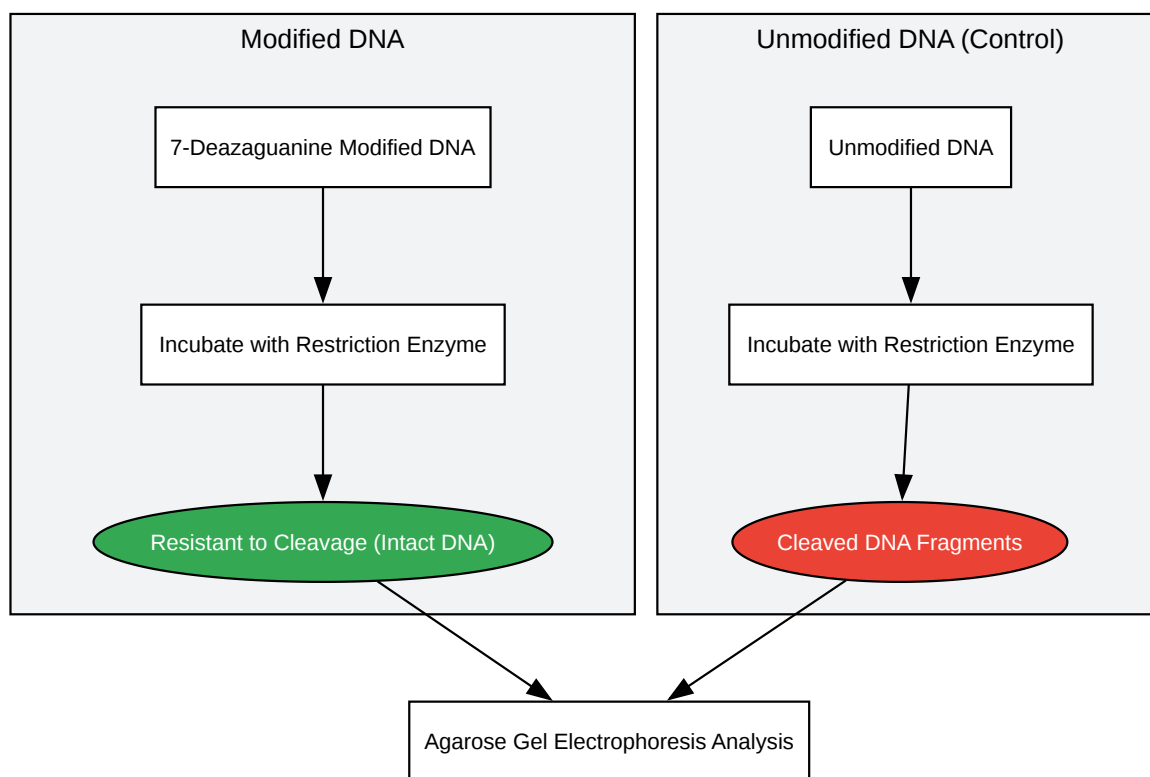 Modified DNA
7-Deazaguanine Modified DNA
Incubate with Restriction Enzyme
Resistant to Cleavage (Intact DNA)
Unmodified DNA (Control)
Unmodified DNA
Incubate with Restriction Enzyme
Cleaved DNA Fragments
Agarose Gel Electrophoresis Analysis